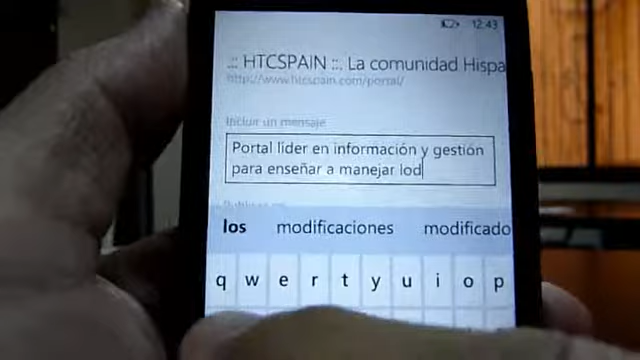 12:43
.:: HTCSPAIN ::. La comunidad Hispa
http://www.htcspain.com/portal/
Incluir un mensaje
Portal lider en información y gestión
para enseñar a manejar lod
los modificaciones modificado
q w e r t y u i o p